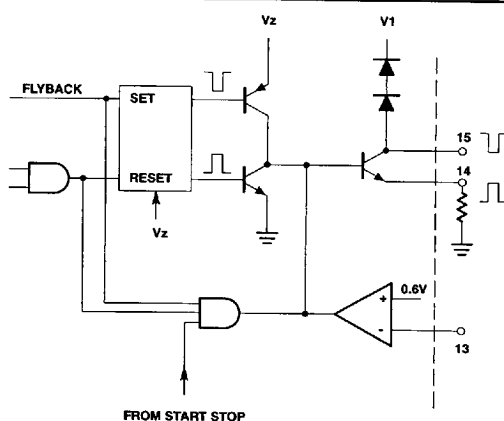 Vz
V1
FLYBACK
SET
15
RESET
14
Vz
0.6V
+
-
13
FROM START STOP